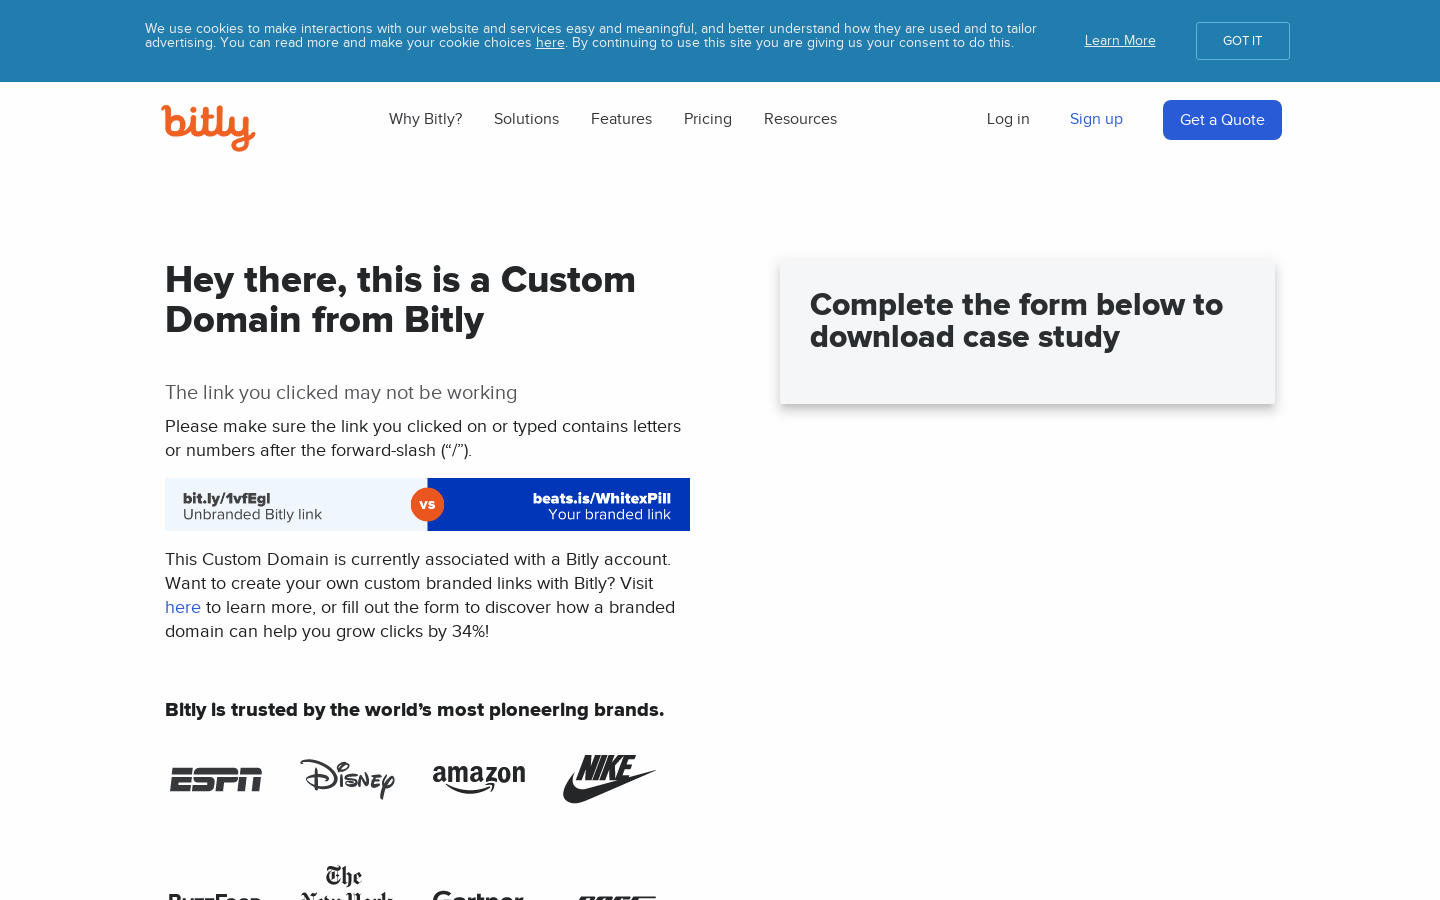 We use cookies to make interactions with our website and services easy and meaningful, and better understand how they are used and to tailor
advertising. You can read more and make your cookie choices here. By continuing to use this site you are giving us your consent to do this.
Learn More
GOT IT
bitly
Why Bitly?
Solutions
Features
Pricing
Resources
Log in
Sign up
Get a Quote
Hey there, this is a Custom
Domain from Bitly
The link you clicked may not be working
Please make sure the link you clicked on or typed contains letters
or numbers after the forward-slash (“/”).
bit.ly/1vfEgl
Unbranded Bitly link
vs
beats.is/WhitexPill
Your branded link
This Custom Domain is currently associated with a Bitly account.
Want to create your own custom branded links with Bitly? Visit
here to learn more, or fill out the form to discover how a branded
domain can help you grow clicks by 34%!
Bitly is trusted by the world’s most pioneering brands.
ESPN
Disney
amazon
NIKE
BuzzFeed
The
New York
Gartner
Complete the form below to
download case study